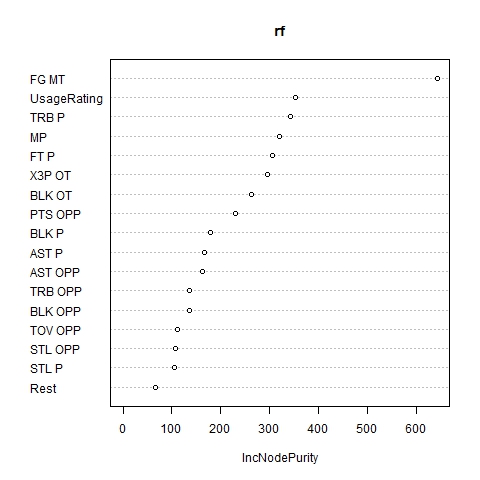 rf
FG MT
UsageRating
TRB P
MP
FT P
X3P OT
BLK OT
PTS OPP
BLK P
AST P
AST OPP
TRB OPP
BLK OPP
TOV OPP
STL OPP
STL P
Rest
0 100 200 300 400 500 600
IncNodePurity